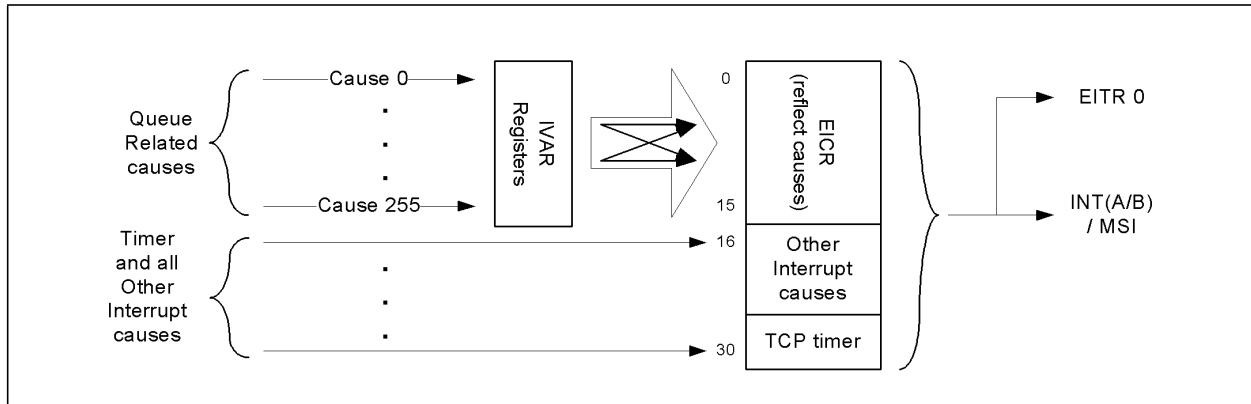 Queue
Related
causes
Cause 0
Cause 255
IVAR
Registers
0
15
16
30
EICR
(reflect causes)
Other
Interrupt
causes
TCP timer
Timer
and all
Other
Interrupt
causes
EITR 0
INT(A/B)
/ MSI